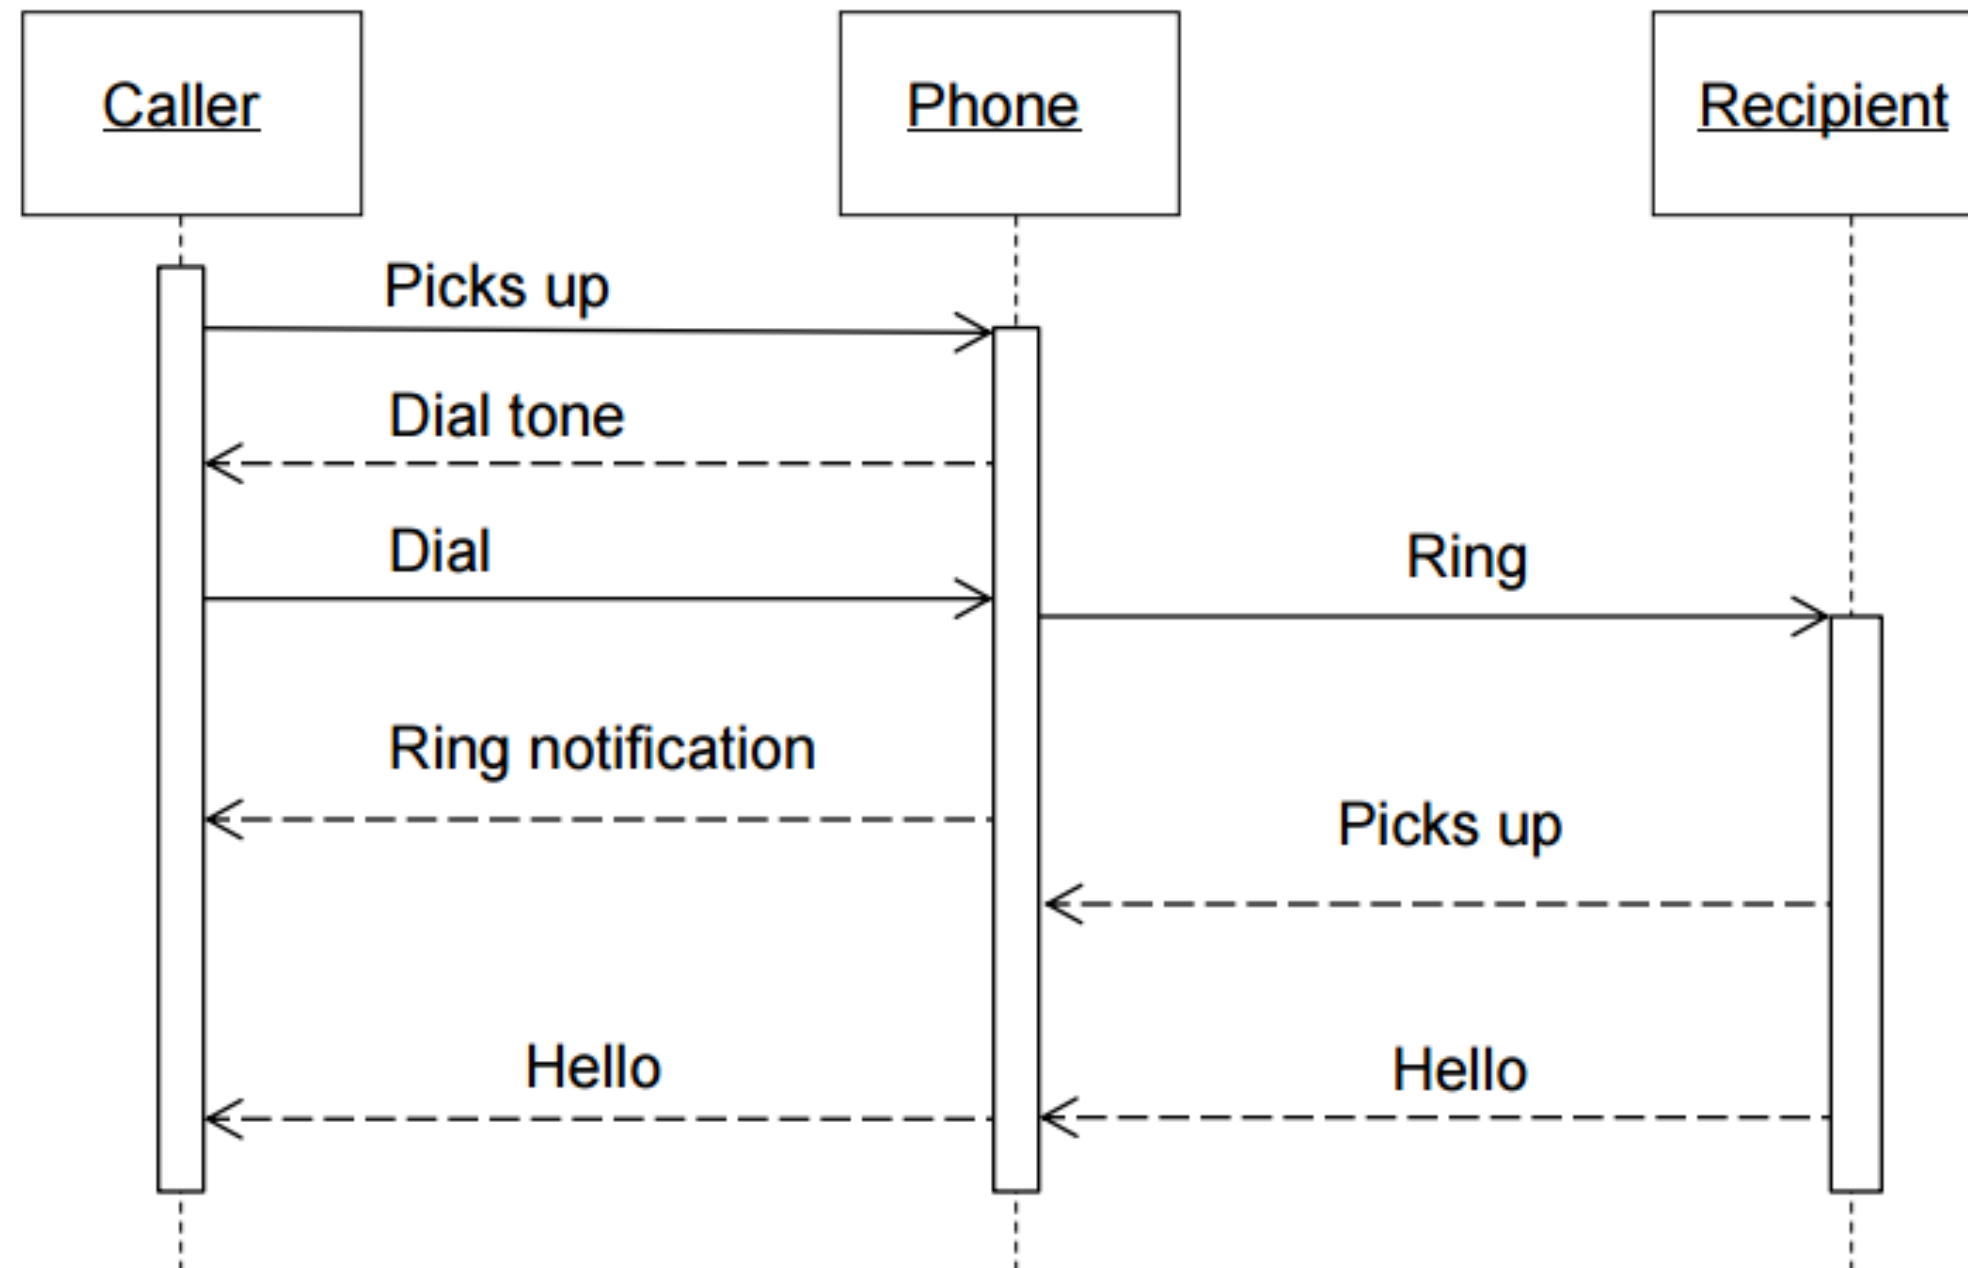 Caller
Phone
Recipient
Picks up
Dial tone
Dial
Ring
Ring notification
Picks up
Hello
Hello